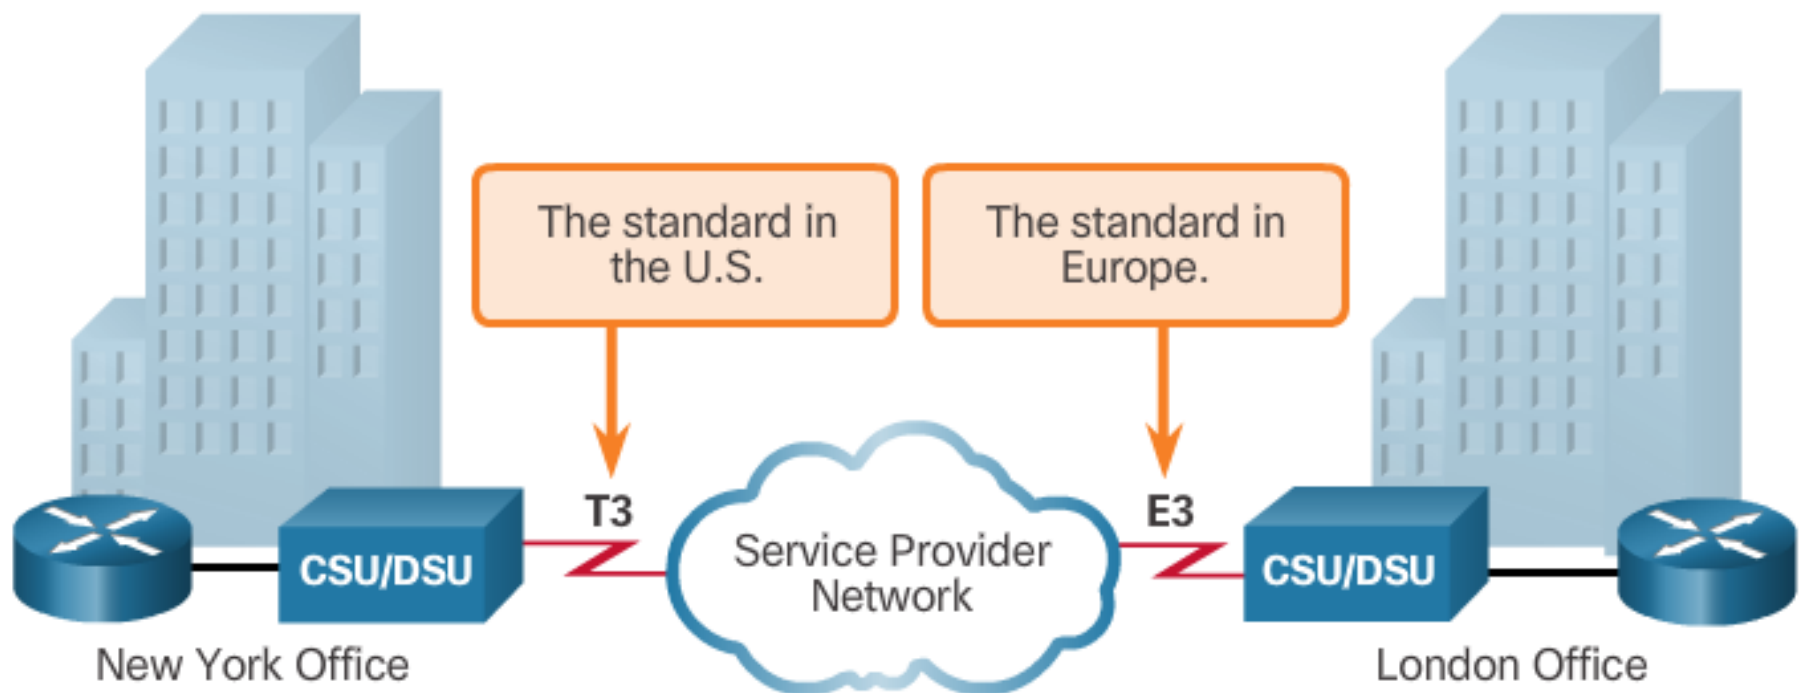 The standard in
the U.S.
The standard in
Europe.
T3
E3
Service Provider
Network
CSU/DSU
CSU/DSU
New York Office
London Office